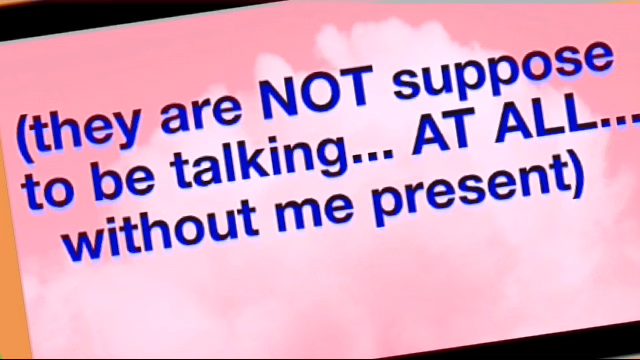 (they are NOT suppose
to be talking... AT ALL...
without me present)